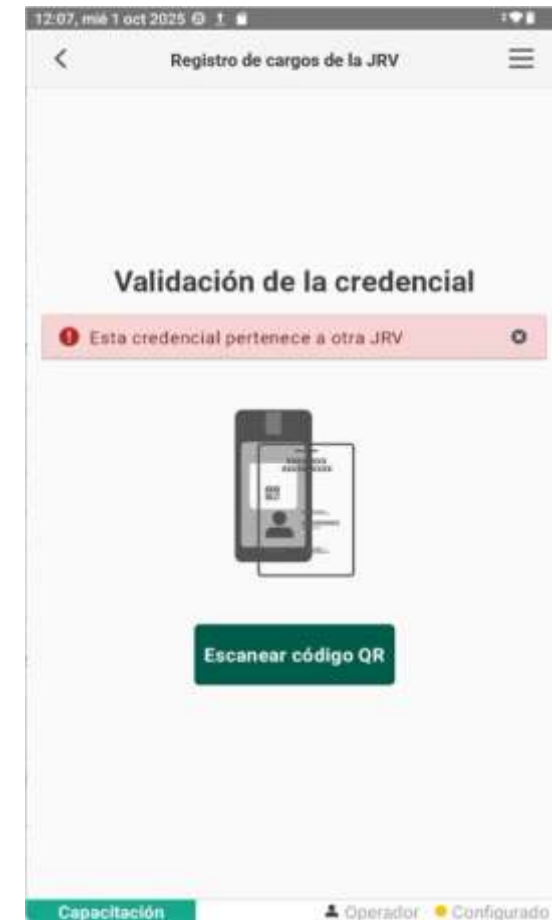 12:07, mié 1 oct 2025
Registro de cargos de la JRV
Validación de la credencial
Esta credencial pertenece a otra JRV
Escanear código QR
Capacitación
Operador
Configurado